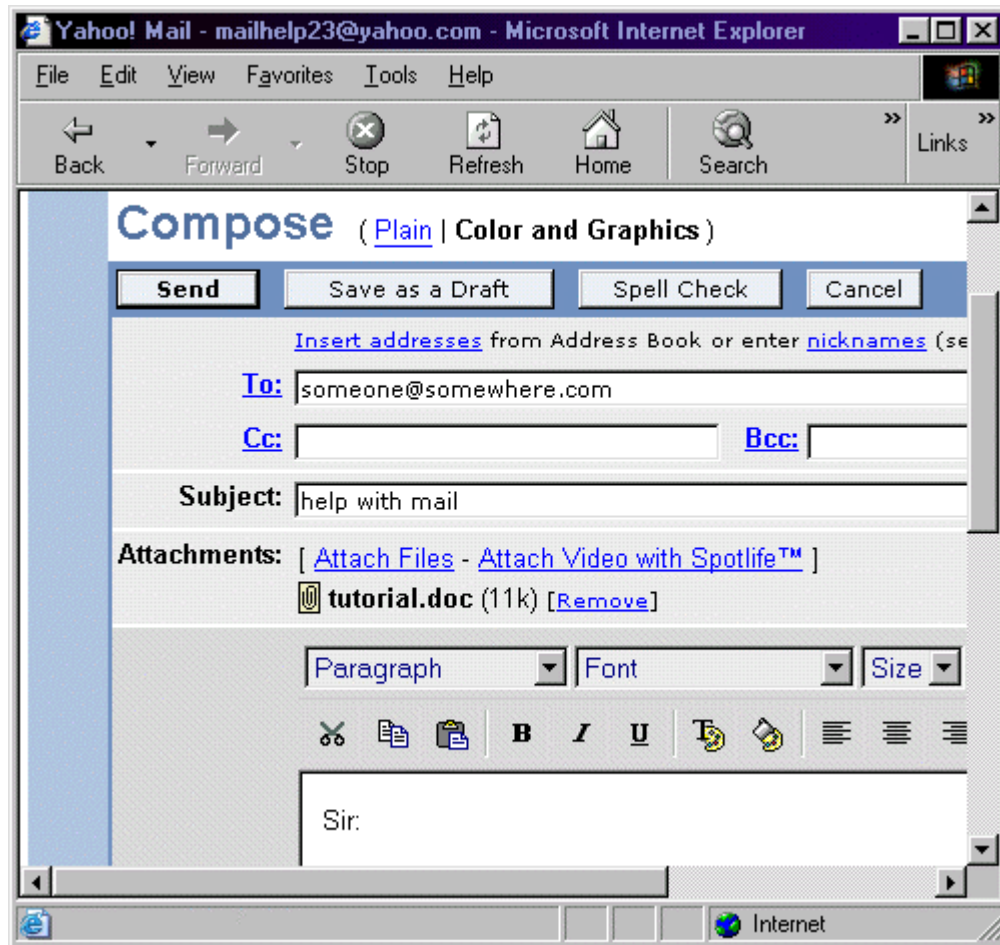 Yahoo! Mail - mailhelp23@yahoo.com - Microsoft Internet Explorer
File Edit View Favorites Tools Help
Back Forward Stop Refresh Home Search » Links »
Compose ( Plain | Color and Graphics )
Send Save as a Draft Spell Check Cancel
Insert addresses from Address Book or enter nicknames (se
To: someone@somewhere.com
Cc: Bcc:
Subject: help with mail
Attachments: [ Attach Files - Attach Video with Spotlife™ ]
tutorial.doc (11k) [Remove]
Paragraph Font Size
B I U T
Sir:
Internet